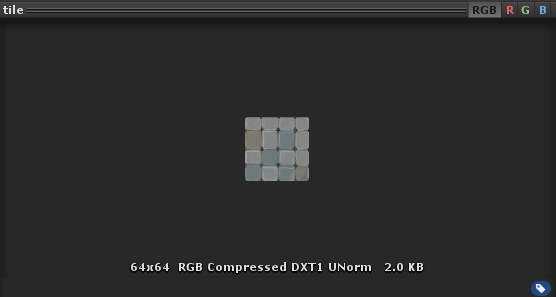 tile RGB R G B
64x64 RGB Compressed DXT1 UNorm 2.0 KB